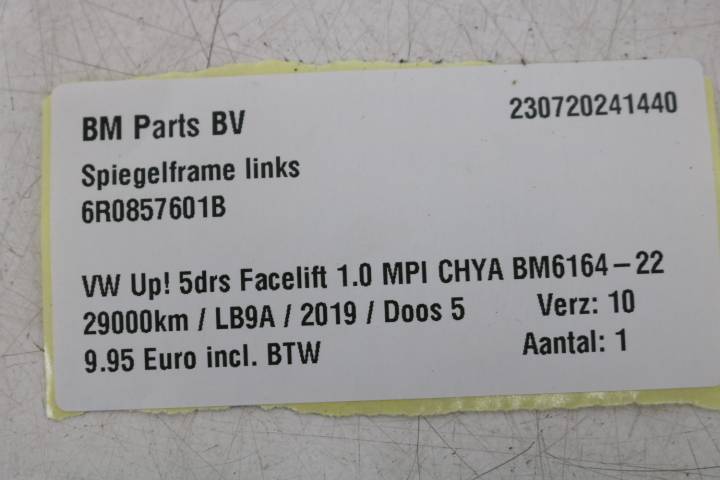 BM Parts BV 230720241440
Spiegelframe links
6R0857601B
VW Up! 5drs Facelift 1.0 MPI CHYA BM6164-22
29000km / LB9A / 2019 / Doos 5 Verz: 10
9.95 Euro incl. BTW Aantal: 1